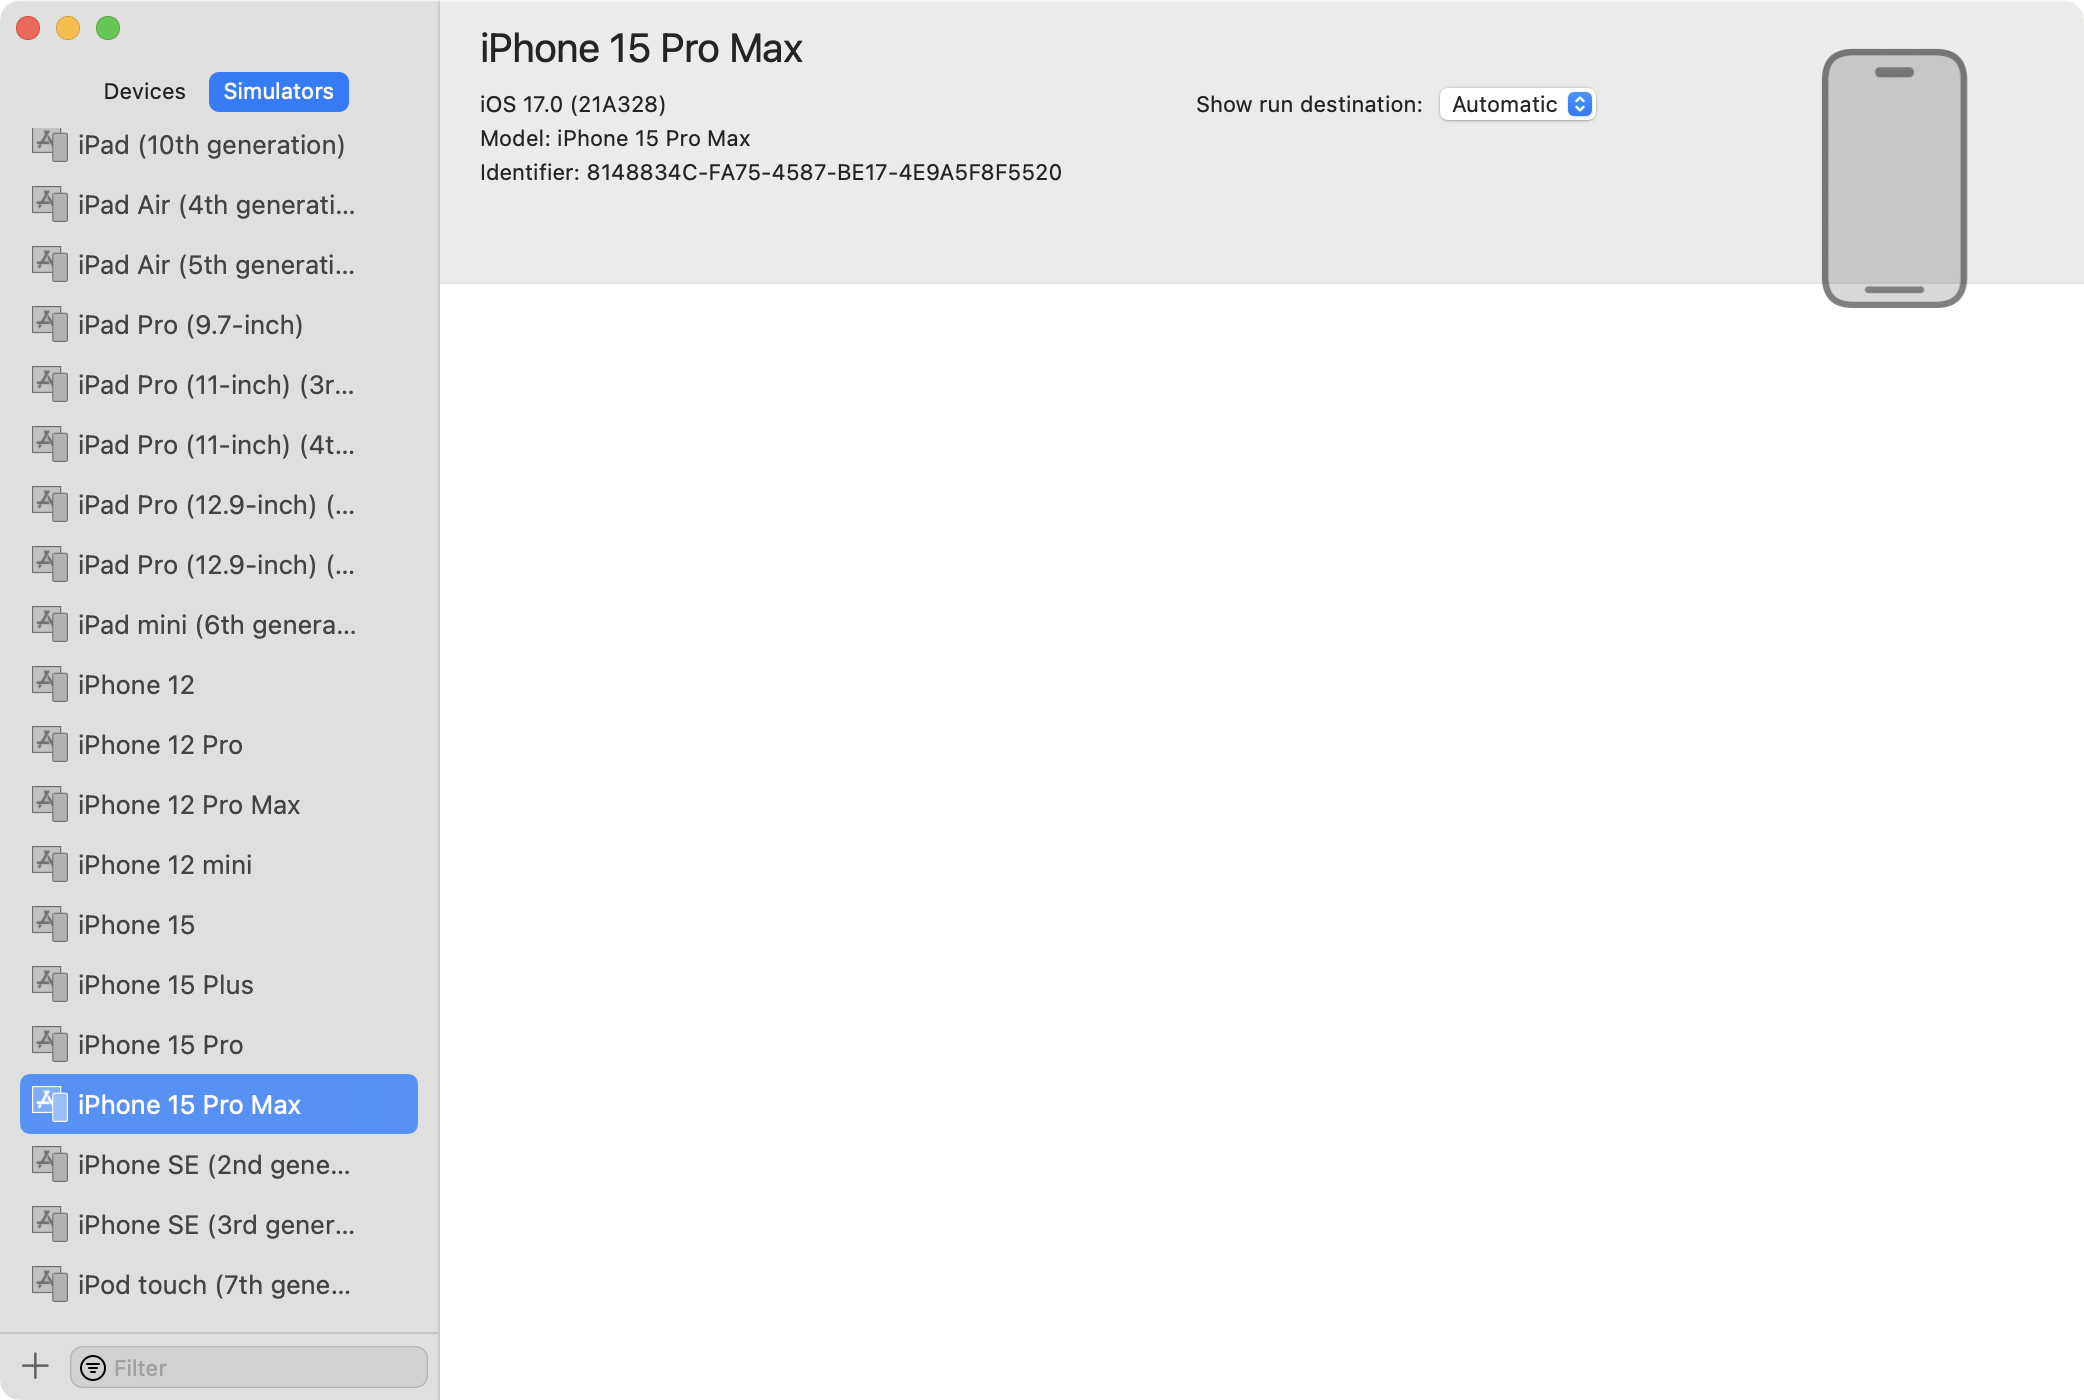 Devices
Simulators
iPad (10th generation)
iPad Air (4th generati...
iPad Air (5th generati...
iPad Pro (9.7-inch)
iPad Pro (11-inch) (3r...
iPad Pro (11-inch) (4t...
iPad Pro (12.9-inch) (...
iPad Pro (12.9-inch) (...
iPad mini (6th genera...
iPhone 12
iPhone 12 Pro
iPhone 12 Pro Max
iPhone 12 mini
iPhone 15
iPhone 15 Plus
iPhone 15 Pro
iPhone 15 Pro Max
iPhone SE (2nd gene...
iPhone SE (3rd gener...
iPod touch (7th gene...
Filter
iPhone 15 Pro Max
iOS 17.0 (21A328)
Model: iPhone 15 Pro Max
Identifier: 8148834C-FA75-4587-BE17-4E9A5F8F5520
Show run destination: Automatic